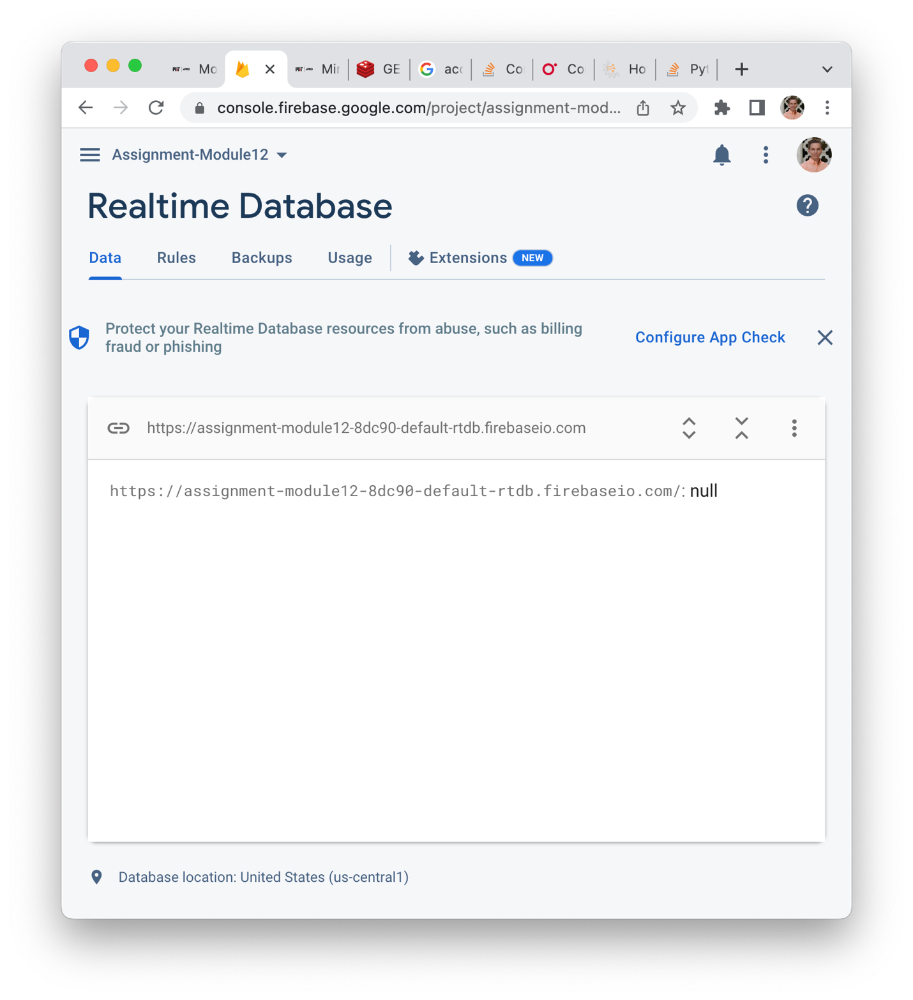 Mo
Mir
GE
acc
Co
Co
Ho
Pyt
console.firebase.google.com/project/assignment-mod...
Assignment-Module12
Realtime Database
?
Data
Rules
Backups
Usage
Extensions NEW
Protect your Realtime Database resources from abuse, such as billing
fraud or phishing
Configure App Check
https://assignment-module12-8dc90-default-rtdb.firebaseio.com
https://assignment-module12-8dc90-default-rtdb.firebaseio.com/: null
Database location: United States (us-central1)